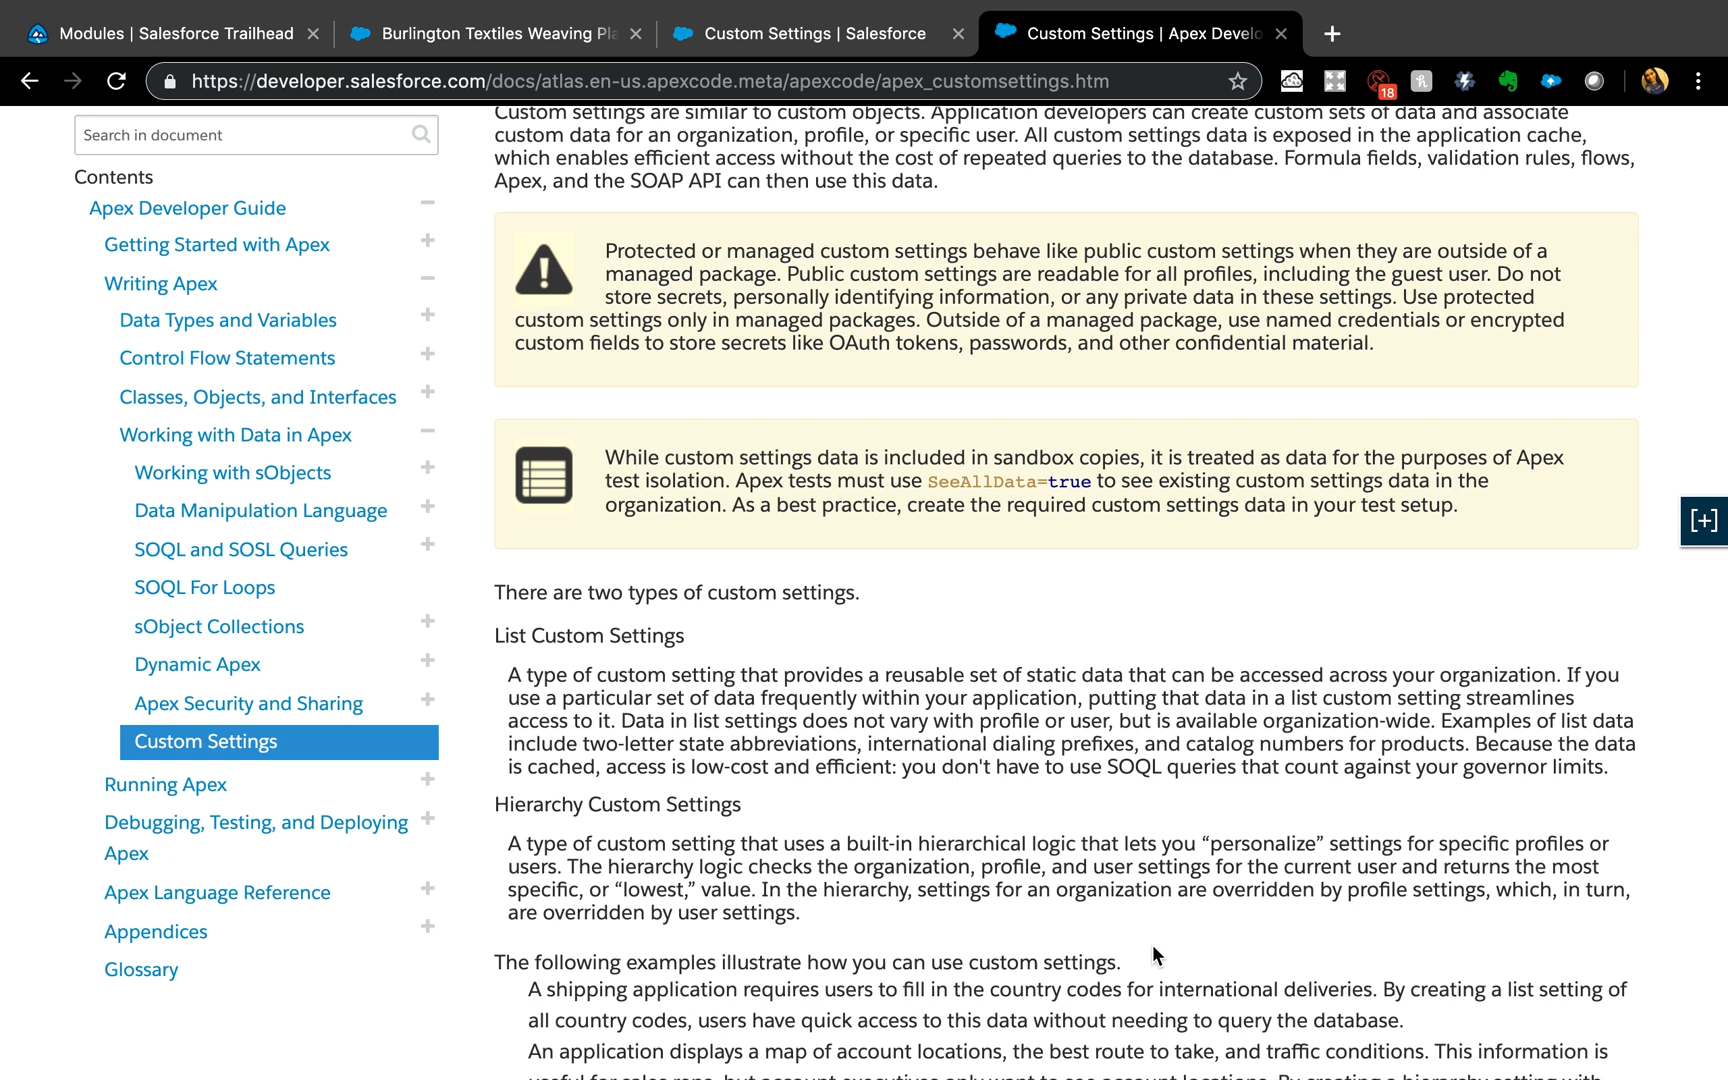 Modules | Salesforce Trailhead
Burlington Textiles Weaving Pla
Custom Settings | Salesforce
Custom Settings | Apex Develo
https://developer.salesforce.com/docs/atlas.en-us.apexcode.meta/apexcode/apex_customsettings.htm
18
Search in document
Contents
Apex Developer Guide
Getting Started with Apex
Writing Apex
Data Types and Variables
Control Flow Statements
Classes, Objects, and Interfaces
Working with Data in Apex
Working with sObjects
Data Manipulation Language
SOQL and SOSL Queries
SOQL For Loops
sObject Collections
Dynamic Apex
Apex Security and Sharing
Custom Settings
Running Apex
Debugging, Testing, and Deploying
Apex
Apex Language Reference
Appendices
Glossary
Custom settings are similar to custom objects. Application developers can create custom sets of data and associate
custom data for an organization, profile, or specific user. All custom settings data is exposed in the application cache,
which enables efficient access without the cost of repeated queries to the database. Formula fields, validation rules, flows,
Apex, and the SOAP API can then use this data.
Protected or managed custom settings behave like public custom settings when they are outside of a
managed package. Public custom settings are readable for all profiles, including the guest user. Do not
store secrets, personally identifying information, or any private data in these settings. Use protected
custom settings only in managed packages. Outside of a managed package, use named credentials or encrypted
custom fields to store secrets like OAuth tokens, passwords, and other confidential material.
While custom settings data is included in sandbox copies, it is treated as data for the purposes of Apex
test isolation. Apex tests must use SeeAllData=true to see existing custom settings data in the
organization. As a best practice, create the required custom settings data in your test setup.
There are two types of custom settings.
List Custom Settings
A type of custom setting that provides a reusable set of static data that can be accessed across your organization. If you
use a particular set of data frequently within your application, putting that data in a list custom setting streamlines
access to it. Data in list settings does not vary with profile or user, but is available organization-wide. Examples of list data
include two-letter state abbreviations, international dialing prefixes, and catalog numbers for products. Because the data
is cached, access is low-cost and efficient: you don't have to use SOQL queries that count against your governor limits.
Hierarchy Custom Settings
A type of custom setting that uses a built-in hierarchical logic that lets you “personalize” settings for specific profiles or
users. The hierarchy logic checks the organization, profile, and user settings for the current user and returns the most
specific, or “lowest,” value. In the hierarchy, settings for an organization are overridden by profile settings, which, in turn,
are overridden by user settings.
The following examples illustrate how you can use custom settings.
A shipping application requires users to fill in the country codes for international deliveries. By creating a list setting of
all country codes, users have quick access to this data without needing to query the database.
An application displays a map of account locations, the best route to take, and traffic conditions. This information is
[+]